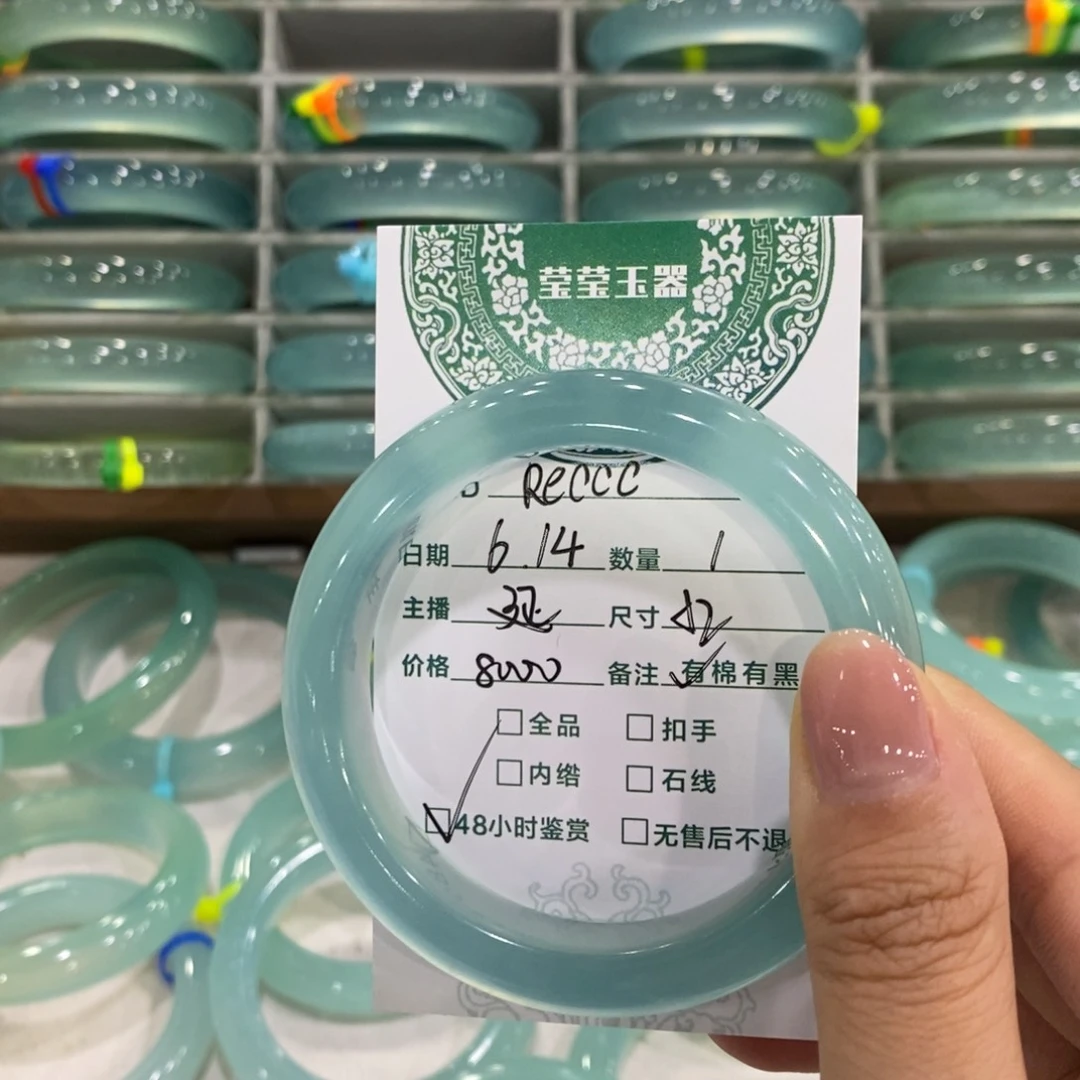 莹莹玉器
RECCC
日期 6.14 数量 1
主播 延 尺寸 52
价格 8000 备注 有棉有黑
□全品 □扣手
□内绺 □石线
☑48小时鉴赏 □无售后不退